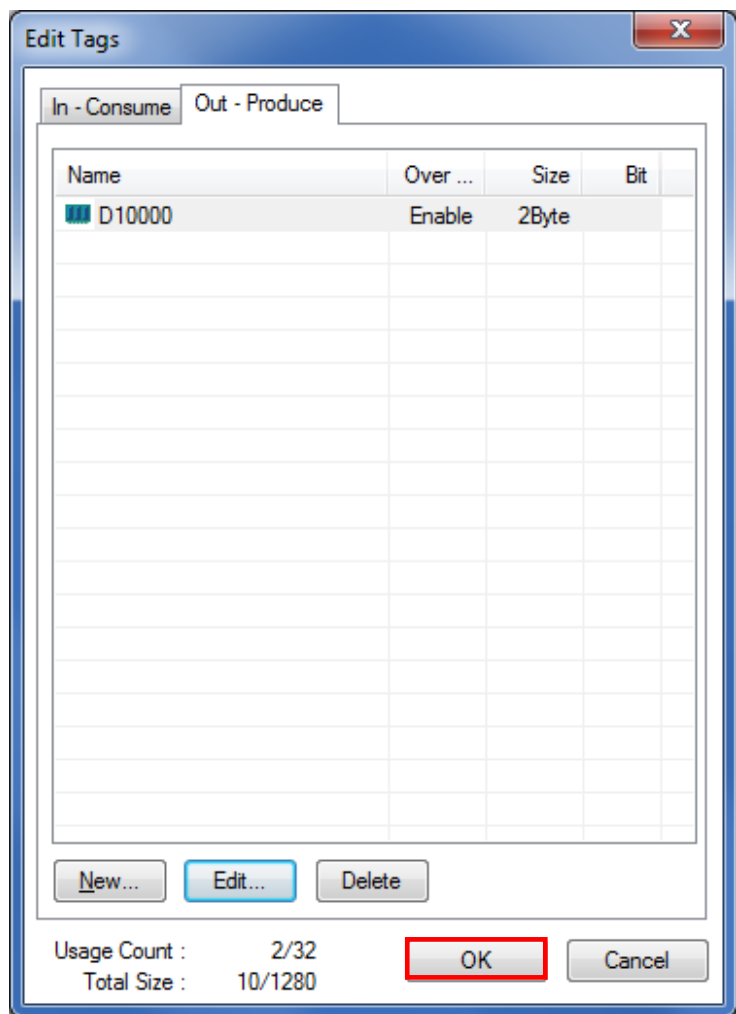 Edit Tags
In - Consume Out - Produce
Name Over ... Size Bit
D10000 Enable 2Byte
New... Edit... Delete
Usage Count : 2/32
Total Size : 10/1280
OK Cancel